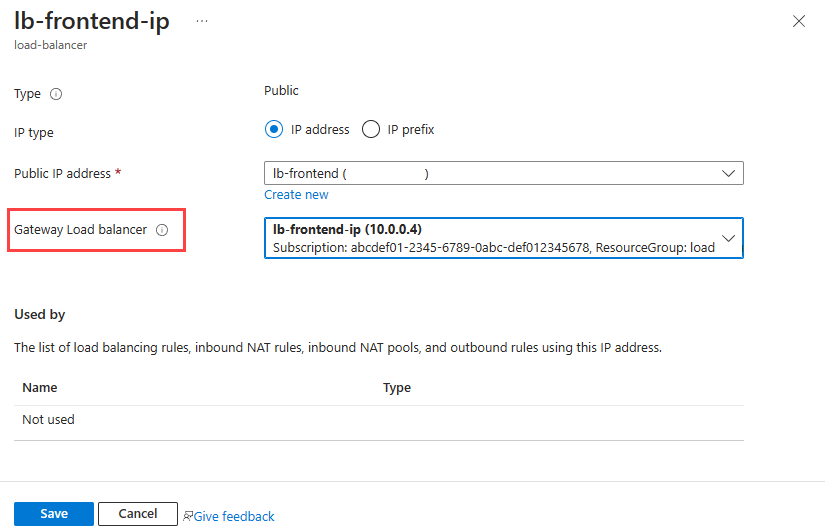 lb-frontend-ip ...
load-balancer
Type Public
IP type IP address IP prefix
Public IP address * lb-frontend ( )
Create new
Gateway Load balancer lb-frontend-ip (10.0.0.4)
Subscription: abcdef01-2345-6789-0abc-def012345678, ResourceGroup: load
Used by
The list of load balancing rules, inbound NAT rules, inbound NAT pools, and outbound rules using this IP address.
Name Type
Not used
Save Cancel Give feedback